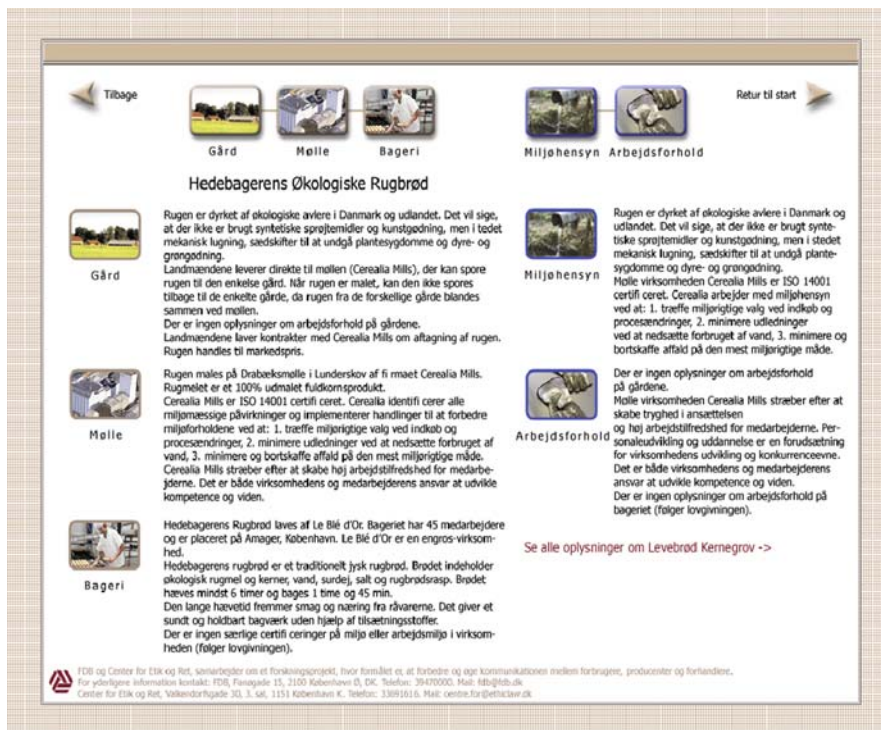 Tilbage
Gård
Mølle
Bageri
Miljøhensyn
Arbejdsforhold
Retur til start
Hedebagerens Økologiske Rugbrød
Gård
Rugen er dyrket af økologiske avlere i Danmark og udlandet. Det vil sige,
at der ikke er brugt syntetiske sprøjtemidler og kunstgødning, men i tedet
mekanisk lugning, sædskifter til at undgå plantesygdomme og dyre- og
grøngødning.
Landmændene leverer direkte til møllen (Cerealia Mills), der kan spore
rugen til den enkelse gård. Når rugen er malet, kan den ikke spores
tilbage til de enkelte gårde, da rugen fra de forskellige gårde blandes
sammen ved møllen.
Der er ingen oplysninger om arbejdsforhold på gårdene.
Landmændene laver kontrakter med Cerealia Mills om aftagning af rugen.
Rugen handles til markedspris.
Mølle
Rugen males på Drabæksmølle i Lunderskov af fi rmaet Cerealia Mills.
Rugmelet er et 100% udmalet fuldkornsprodukt.
Cerealia Mills er ISO 14001 certifi ceret. Cerealia identifi cerer alle
miljømæssige påvirkninger og implementerer handlinger til at forbedre
miljøforholdene ved at: 1. træffe miljørigtige valg ved indkøb og
procesændringer, 2. minimere udledninger ved at nedsætte forbruget af
vand, 3. minimere og bortskaffe affald på den mest miljørigtige måde.
Cerealia Mills stræber efter at skabe høj arbejdstilfredshed for medarbe-
jderne. Det er både virksomhedens og medarbejderens ansvar at udvikle
kompetence og viden.
Bageri
Hedebagerens Rugbrød laves af Le Blé d'Or. Bageriet har 45 medarbejdere
og er placeret på Amager, København. Le Blé d'Or er en engros-virksom-
hed.
Hedebagerens rugbrød er et traditionelt jysk rugbrød. Brødet indeholder
økologisk rugmel og kerner, vand, surdej, salt og rugbrødsrasp. Brødet
hæves mindst 6 timer og bages 1 time og 45 min.
Den lange hævetid fremmer smag og næring fra råvarerne. Det giver et
sundt og holdbart bagværk uden hjælp af tilsætningsstoffer.
Der er ingen særlige certifi ceringer på miljø eller arbejdsmiljø i virksom-
heden (følger lovgivningen).
Miljøhensyn
Rugen er dyrket af økologiske avlere i Danmark og
udlandet. Det vil sige, at der ikke er brugt synte-
tiske sprøjtemidler og kunstgødning, men i stedet
mekanisk lugning, sædskifter til at undgå plante-
sygdomme og dyre- og grøngødning.
Mølle virksomheden Cerealia Mills er ISO 14001
certifi ceret. Cerealia arbejder med miljøhensyn
ved at: 1. træffe miljørigtige valg ved indkøb og
procesændringer, 2. minimere udledninger
ved at nedsætte forbruget af vand, 3. minimere og
bortskaffe affald på den mest miljørigtige måde.
Arbejdsforhold
Der er ingen oplysninger om arbejdsforhold
på gårdene.
Mølle virksomheden Cerealia Mills stræber efter at
skabe tryghed i ansættelsen
og høj arbejdstilfredshed for medarbejderne. Per-
sonaleudvikling og uddannelse er en forudsætning
for virksomhedens udvikling og konkurrenceevne.
Det er både virksomhedens og medarbejderens
ansvar at udvikle kompetence og viden.
Der er ingen oplysninger om arbejdsforhold på
bageriet (følger lovgivningen).
Se alle oplysninger om Levebrød Kernegrov ->
FDB og Center for Etik og Ret, samarbejder om et forskningsprojekt, hvor formålet er, at forbedre og øge kommunikationen mellem forbrugere, producenter og forhandlere.
For yderligere information kontakt: FDB, Fanøgade 15, 2100 København Ø, DK. Telefon: 39470000. Mail: fdb@fdb.dk
Center for Etik og Ret, Valkendorfsgade 30, 3. sal, 1151 København K. Telefon: 33691616. Mail: centre.for@ethiclaw.dk